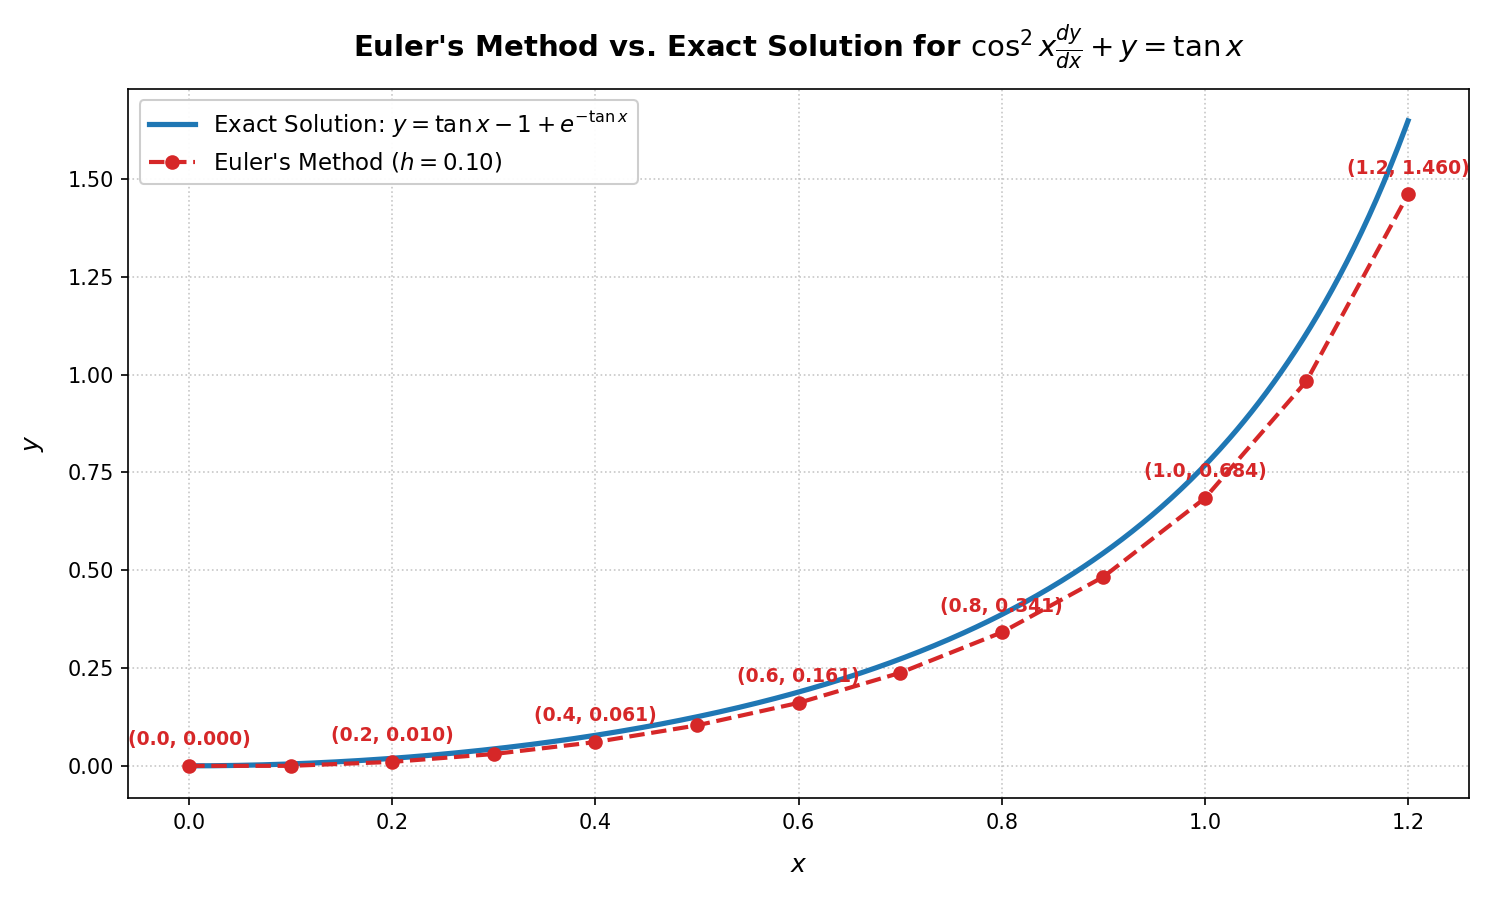 Euler's Method vs. Exact Solution for $\cos^2 x \frac{dy}{dx} + y = \tan x$
Exact Solution: $y = \tan x - 1 + e^{-\tan x}$
Euler's Method ($h = 0.10$)
1.50
1.25
1.00
0.75
0.50
0.25
0.00
y
(0.0, 0.000)
(0.2, 0.010)
(0.4, 0.061)
(0.6, 0.161)
(0.8, 0.341)
(1.0, 0.684)
(1.2, 1.460)
0.0 0.2 0.4 0.6 0.8 1.0 1.2
x